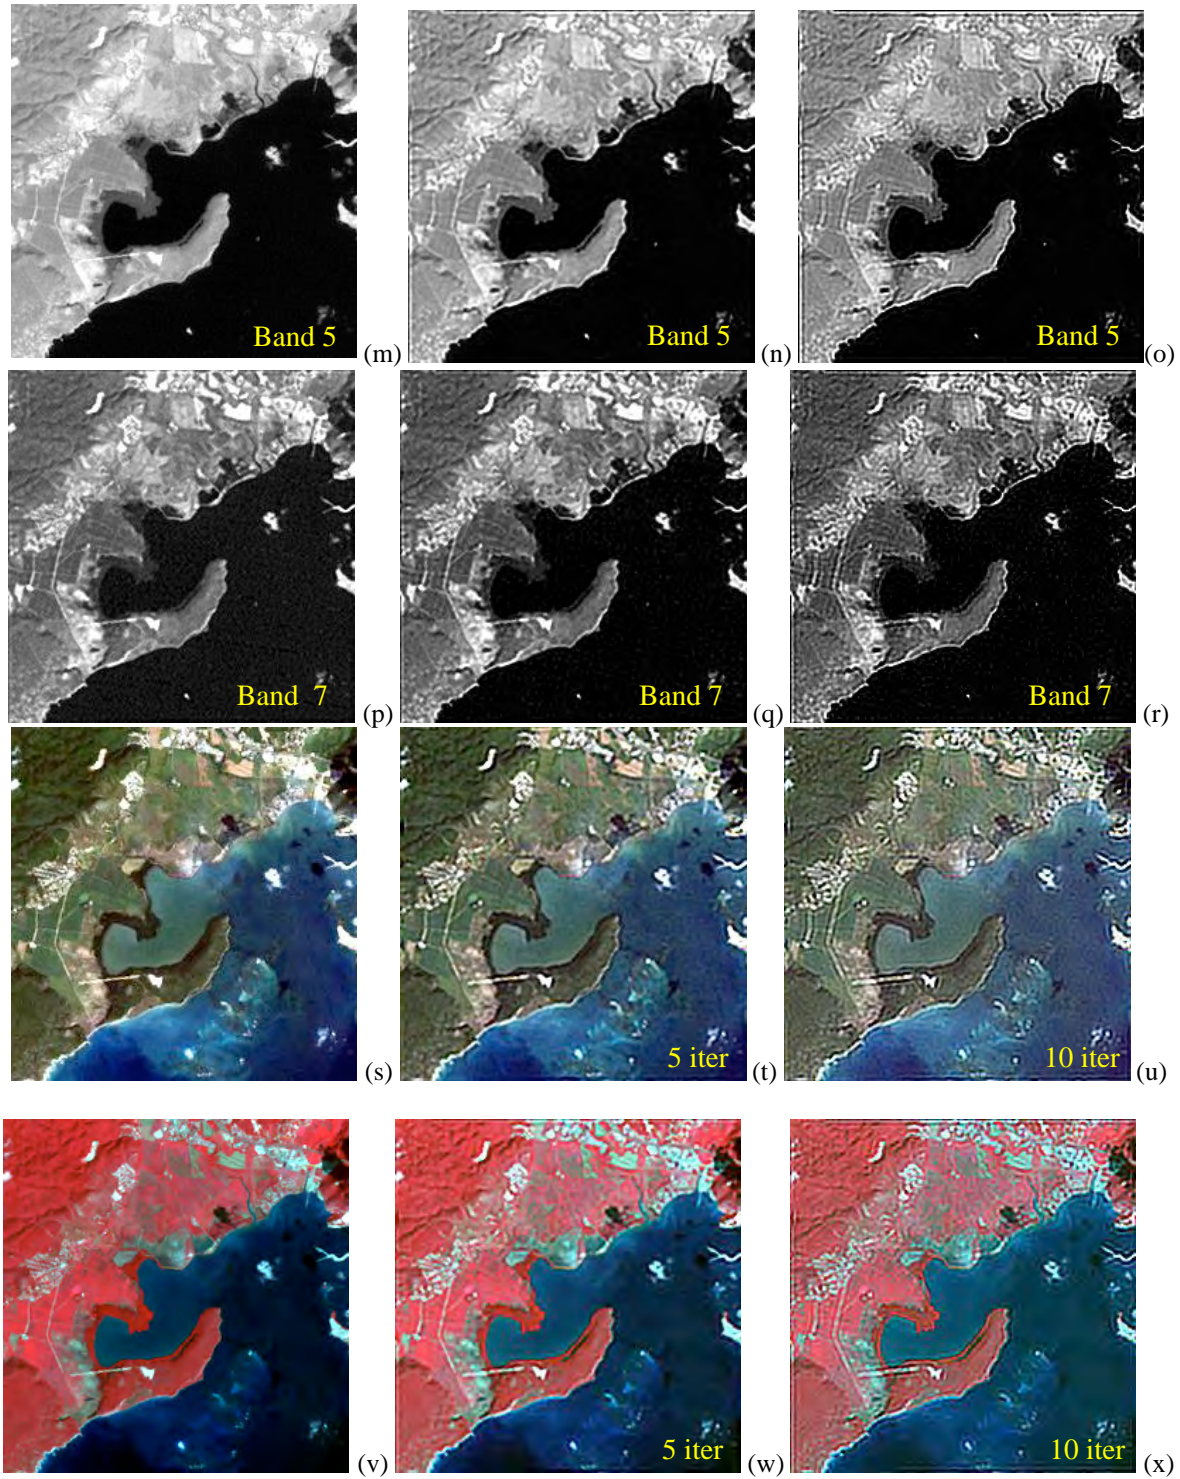 Band 5 (m) Band 5 (n) Band 5 (o)
Band 7 (p) Band 7 (q) Band 7 (r)
(s) 5 iter (t) 10 iter (u)
(v) 5 iter (w) 10 iter (x)